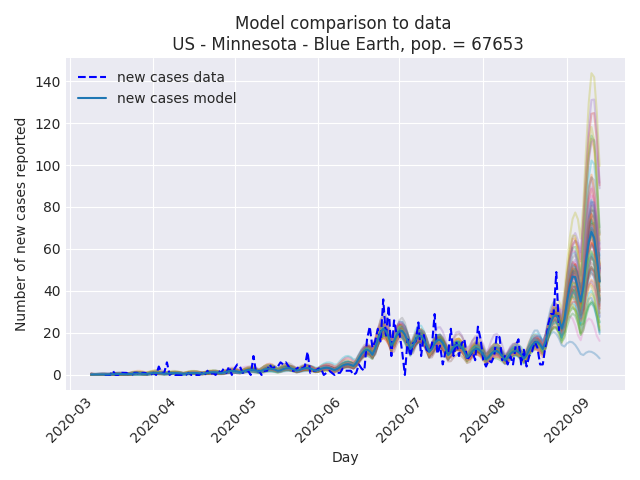 Model comparison to data
US - Minnesota - Blue Earth, pop. = 67653
new cases data
new cases model
Number of new cases reported
140
120
100
80
60
40
20
0
2020-03
2020-04
2020-05
2020-06
2020-07
2020-08
2020-09
Day